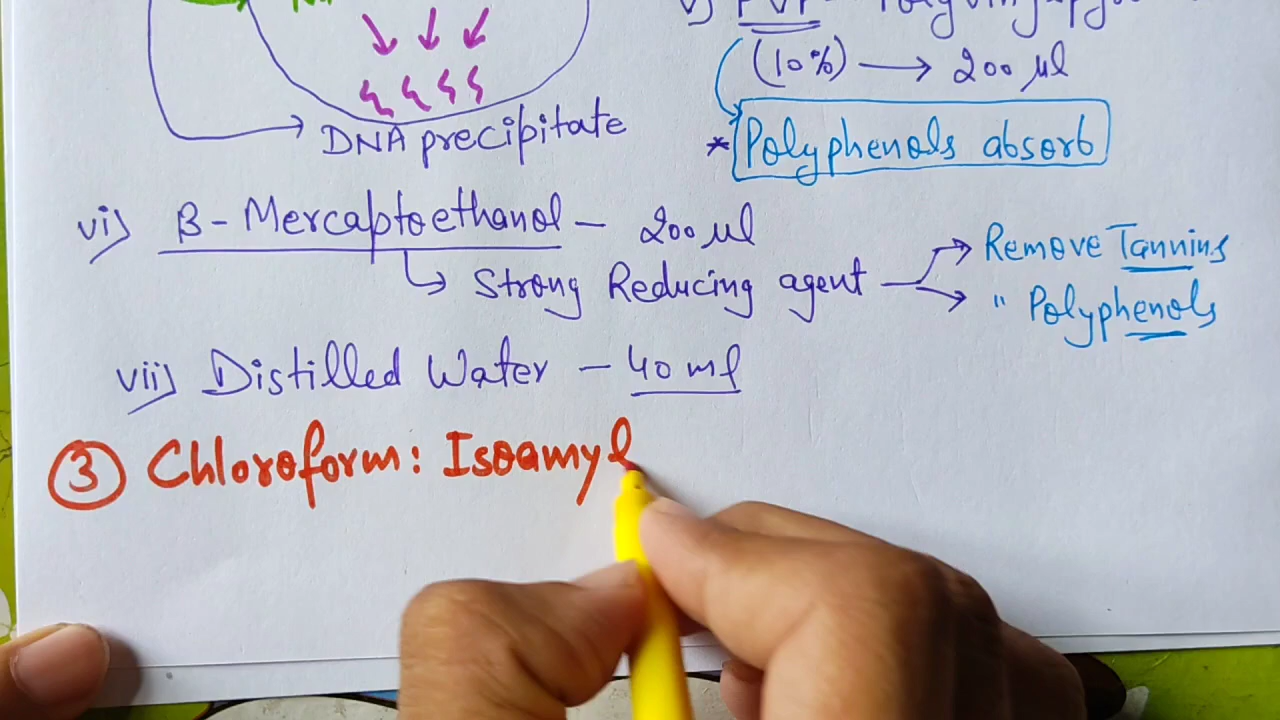 (10%) → 200 µl
DNA precipitate
* Polyphenols absorb
vi) β-Mercaptoethanol - 200 µl
↳ Strong Reducing agent
Remove Tannins
" Polyphenols
vii) Distilled Water - 40 ml
③ Chloroform: Isoamyl